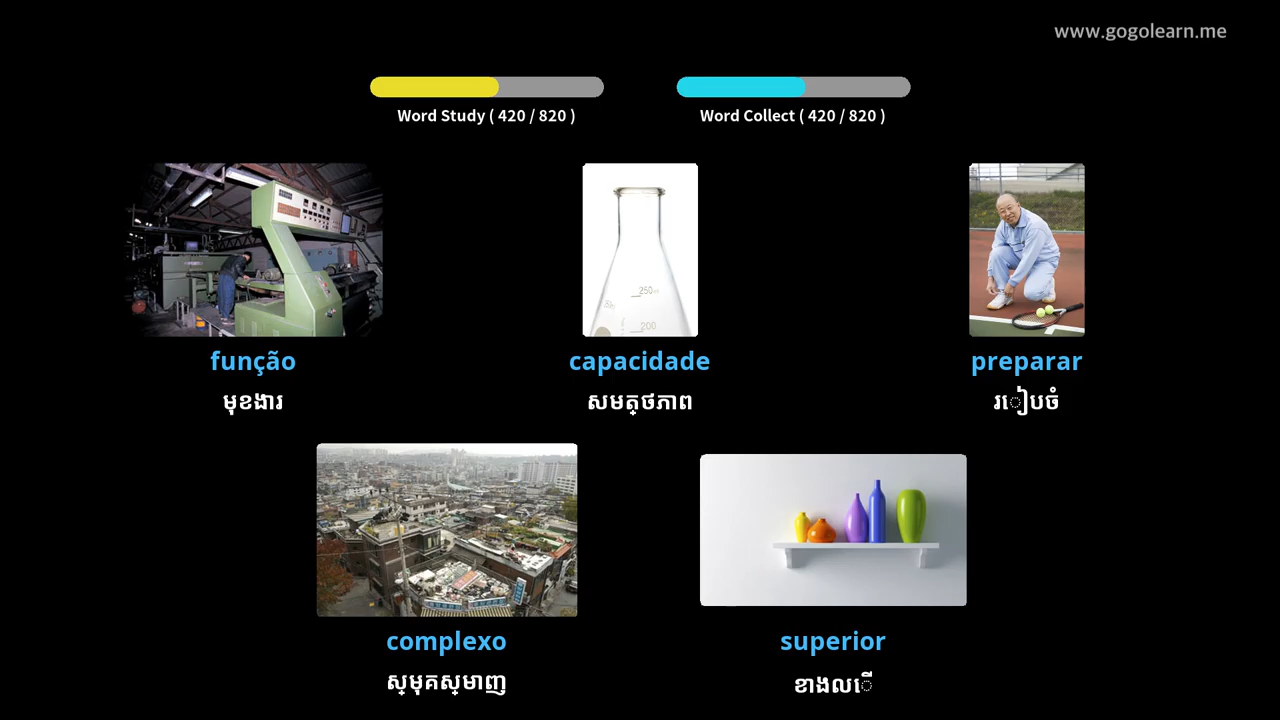 www.gogolearn.me
Word Study ( 420 / 820 )
Word Collect ( 420 / 820 )
função
capacidade
preparar
មុខងារ
សមត្ថភាព
រៀបចំ
250
200
complexo
superior
ស្មុគស្មាញ
ខាងលើ